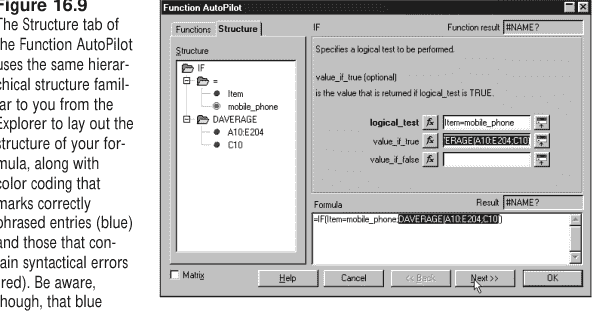 Figure 16.9
The Structure tab of
the Function AutoPilot
uses the same hierar-
chical structure famil-
iar to you from the
Explorer to lay out the
structure of your for-
mula, along with
color coding that
marks correctly
phrased entries (blue)
and those that con-
tain syntactical errors
(red). Be aware,
though, that blue
Function AutoPilot
Functions Structure
IF
Function result #NAME?
Structure
IF
=
Item
mobile_phone
DAVERAGE
A10:E204
C10
Specifies a logical test to be performed.
value_if_true (optional)
is the value that is returned if logical_test is TRUE.
logical_test fx Item=mobile_phone
value_if_true fx ERAGE(A10:E204;C10
value_if_false fx
Formula
Result #NAME?
=IF(Item=mobile_phone;DAVERAGE(A10:E204;C10)
Matrix
Help
Cancel
<< Back
Next >>
OK